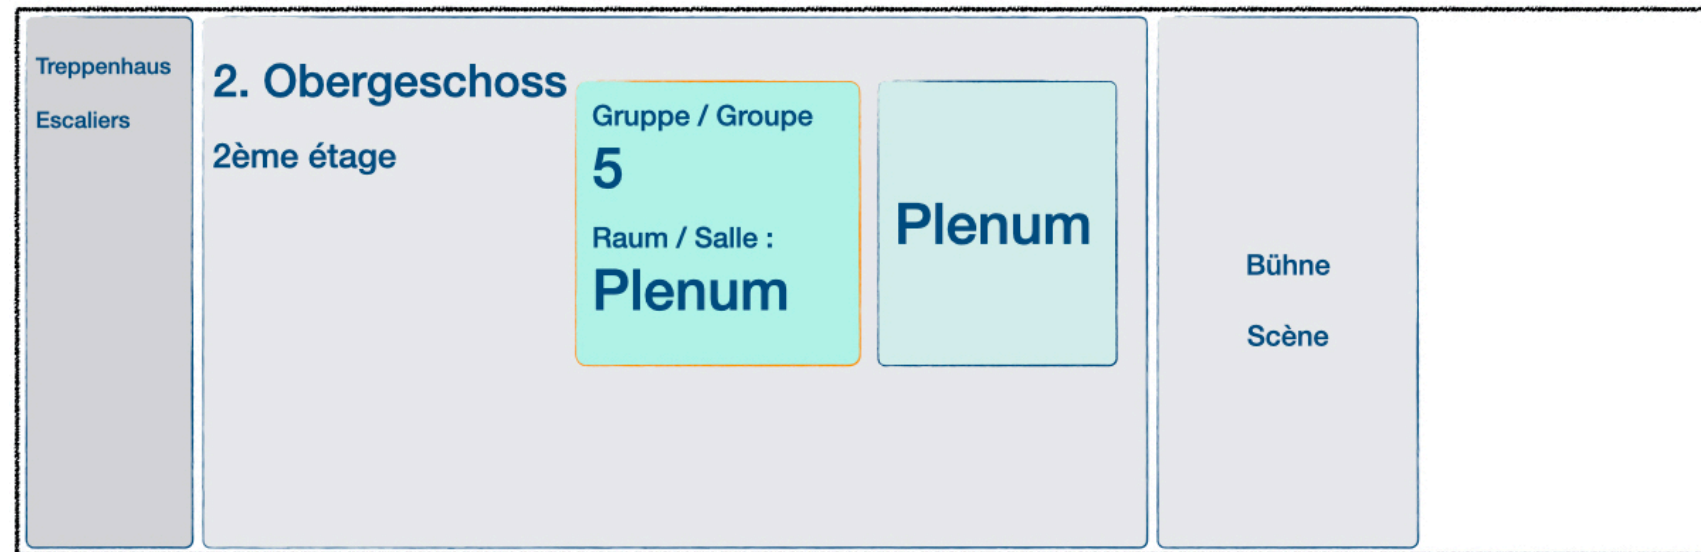 Treppenhaus
Escaliers
2. Obergeschoss
2ème étage
Gruppe / Groupe
5
Raum / Salle :
Plenum
Plenum
Bühne
Scène